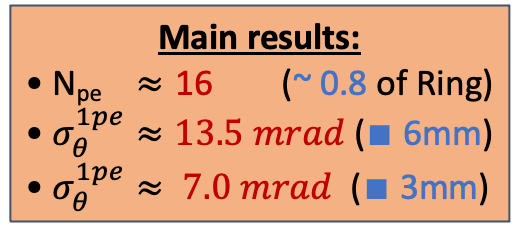 Main results:
• Npe ≈ 16 (~ 0.8 of Ring)
• σθ1pe ≈ 13.5 mrad (■ 6mm)
• σθ1pe ≈ 7.0 mrad (■ 3mm)